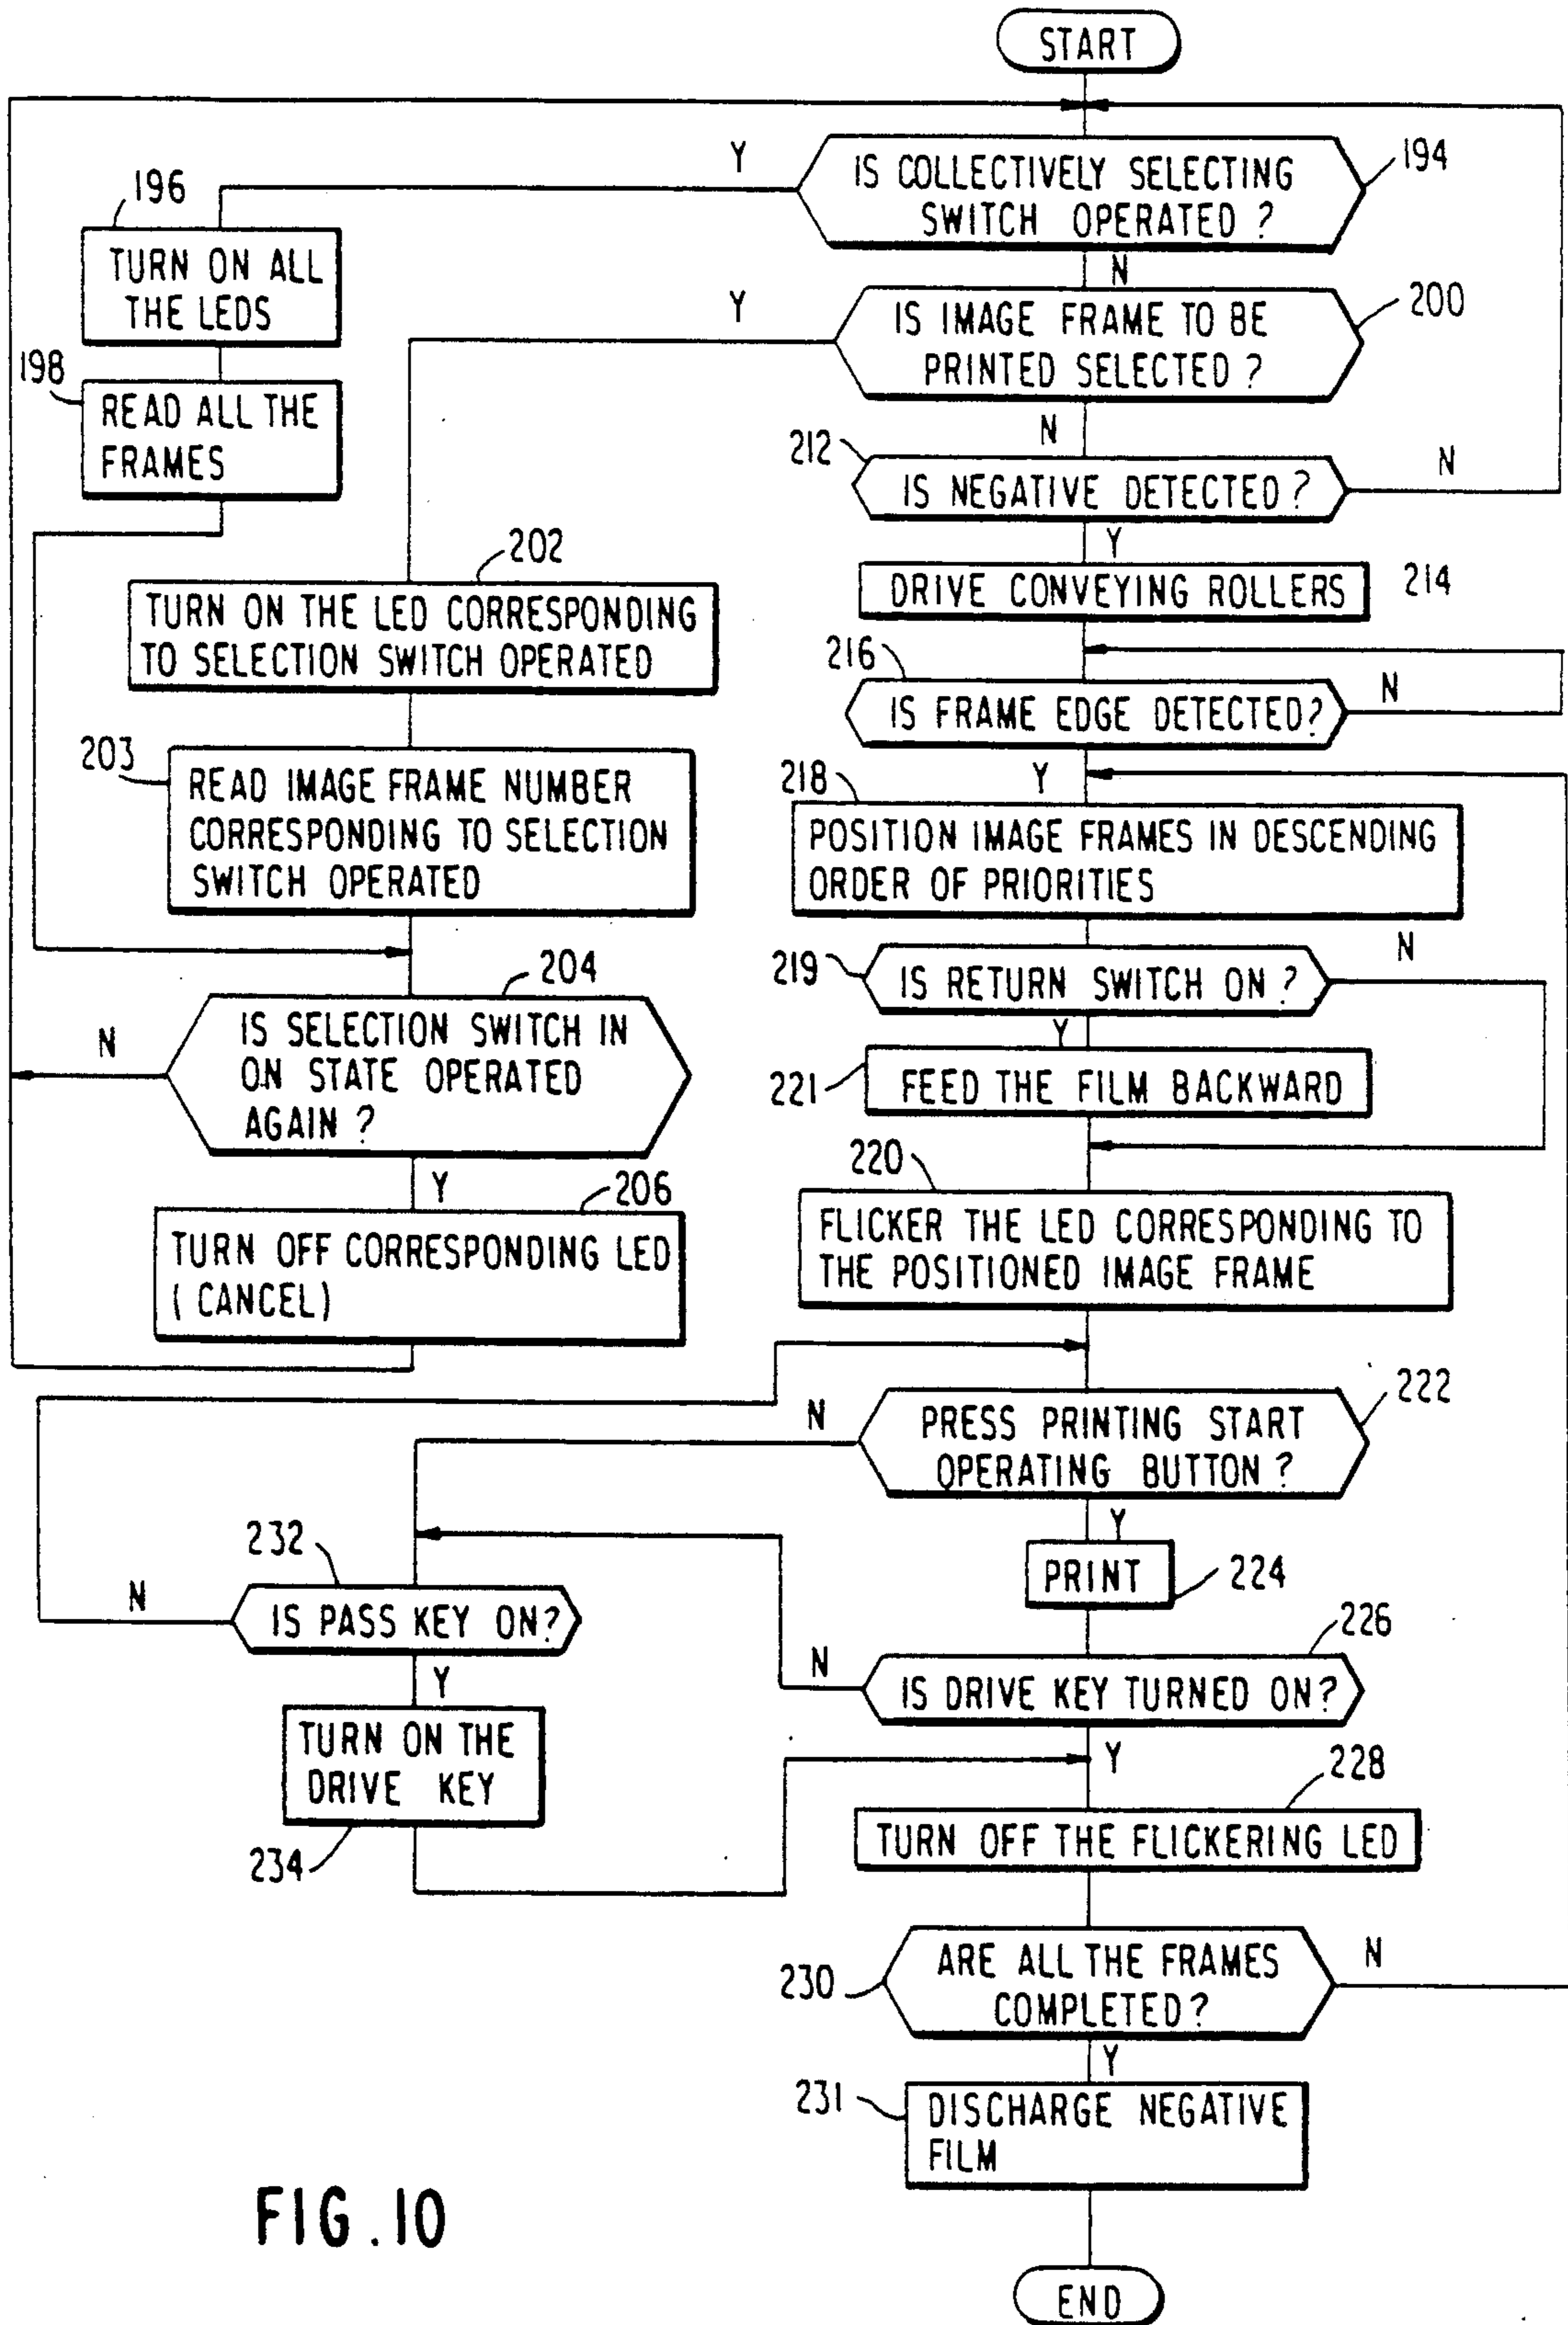 START
IS COLLECTIVELY SELECTING
SWITCH OPERATED ?
194
Y
N
196
TURN ON ALL
THE LEDS
198
READ ALL THE
FRAMES
IS IMAGE FRAME TO BE
PRINTED SELECTED ?
200
Y
N
212
IS NEGATIVE DETECTED ?
N
Y
202
TURN ON THE LED CORRESPONDING
TO SELECTION SWITCH OPERATED
DRIVE CONVEYING ROLLERS
214
216
IS FRAME EDGE DETECTED?
N
Y
203
READ IMAGE FRAME NUMBER
CORRESPONDING TO SELECTION
SWITCH OPERATED
218
POSITION IMAGE FRAMES IN DESCENDING
ORDER OF PRIORITIES
204
IS SELECTION SWITCH IN
ON STATE OPERATED
AGAIN ?
N
Y
219
IS RETURN SWITCH ON ?
N
Y
221
FEED THE FILM BACKWARD
206
TURN OFF CORRESPONDING LED
( CANCEL)
220
FLICKER THE LED CORRESPONDING TO
THE POSITIONED IMAGE FRAME
PRESS PRINTING START
OPERATING BUTTON ?
222
N
Y
PRINT
224
232
IS PASS KEY ON?
N
Y
226
IS DRIVE KEY TURNED ON?
N
Y
TURN ON THE
DRIVE KEY
234
228
TURN OFF THE FLICKERING LED
230
ARE ALL THE FRAMES
COMPLETED ?
N
Y
231
DISCHARGE NEGATIVE
FILM
END
FIG.10